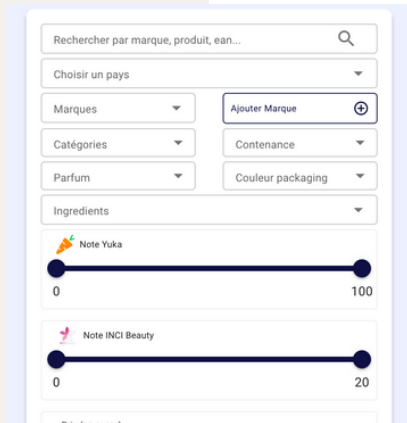 Rechercher par marque, produit, ean...
Choisir un pays
Marques
Ajouter Marque
Catégories
Contenance
Parfum
Couleur packaging
Ingredients
Note Yuka
0 100
Note INCI Beauty
0 20